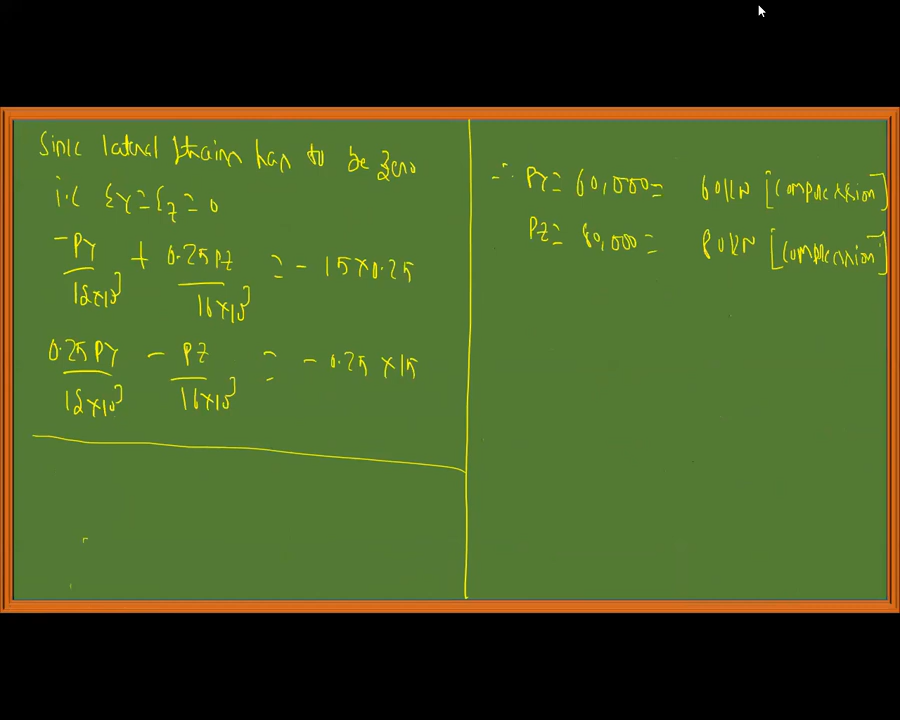 Since lateral strain has to be zero
i.e ξy = ξz = 0
-Py/12×10³ + 0.25Pz/16×10³ = - 15×0.25
0.25Py/12×10³ - Pz/16×10³ = - 0.25×15
∴ Py = 60,000 = 60kN [compression]
Pz = 80,000 = 80kN [compression]